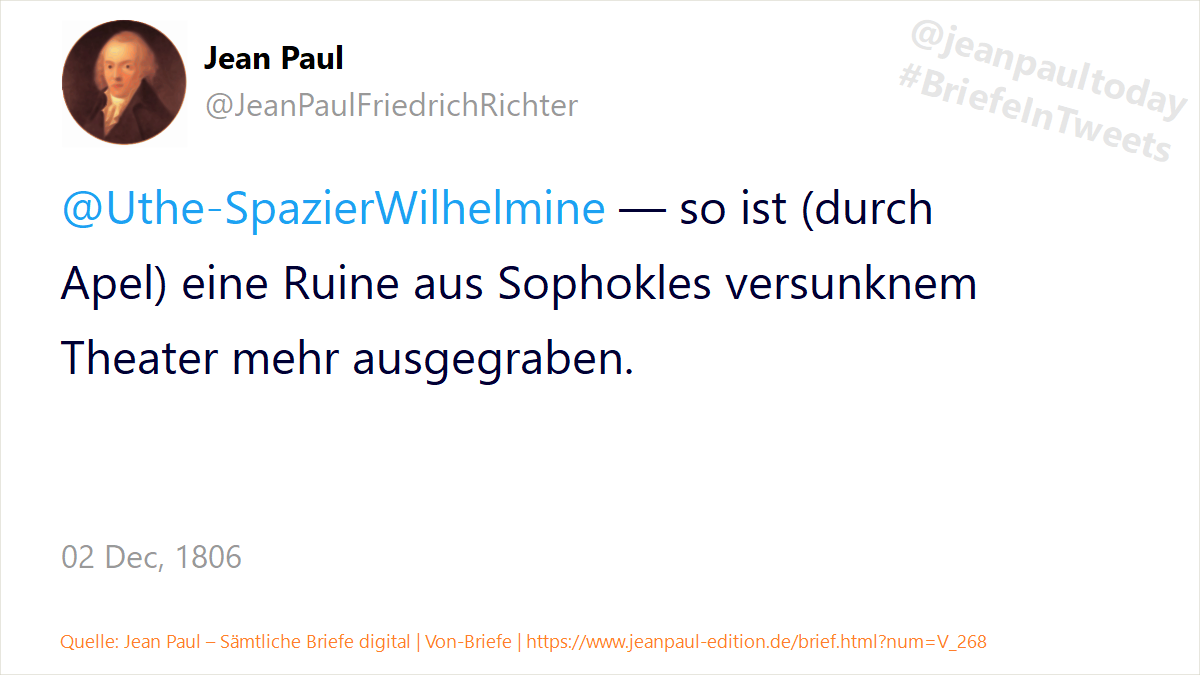 Jean Paul
@JeanPaulFriedrichRichter
@jeanpaultoday
#BriefeInTweets
@Uthe-SpazierWilhelmine — so ist (durch
Apel) eine Ruine aus Sophokles versunknem
Theater mehr ausgegraben.
02 Dec, 1806
Quelle: Jean Paul – Sämtliche Briefe digital | Von-Briefe | https://www.jeanpaul-edition.de/brief.html?num=V_268